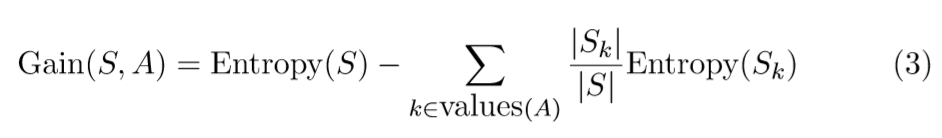 Gain(S, A) = Entropy(S) − ∑_{k∈values(A)} |S_k|/|S| Entropy(S_k) (3)